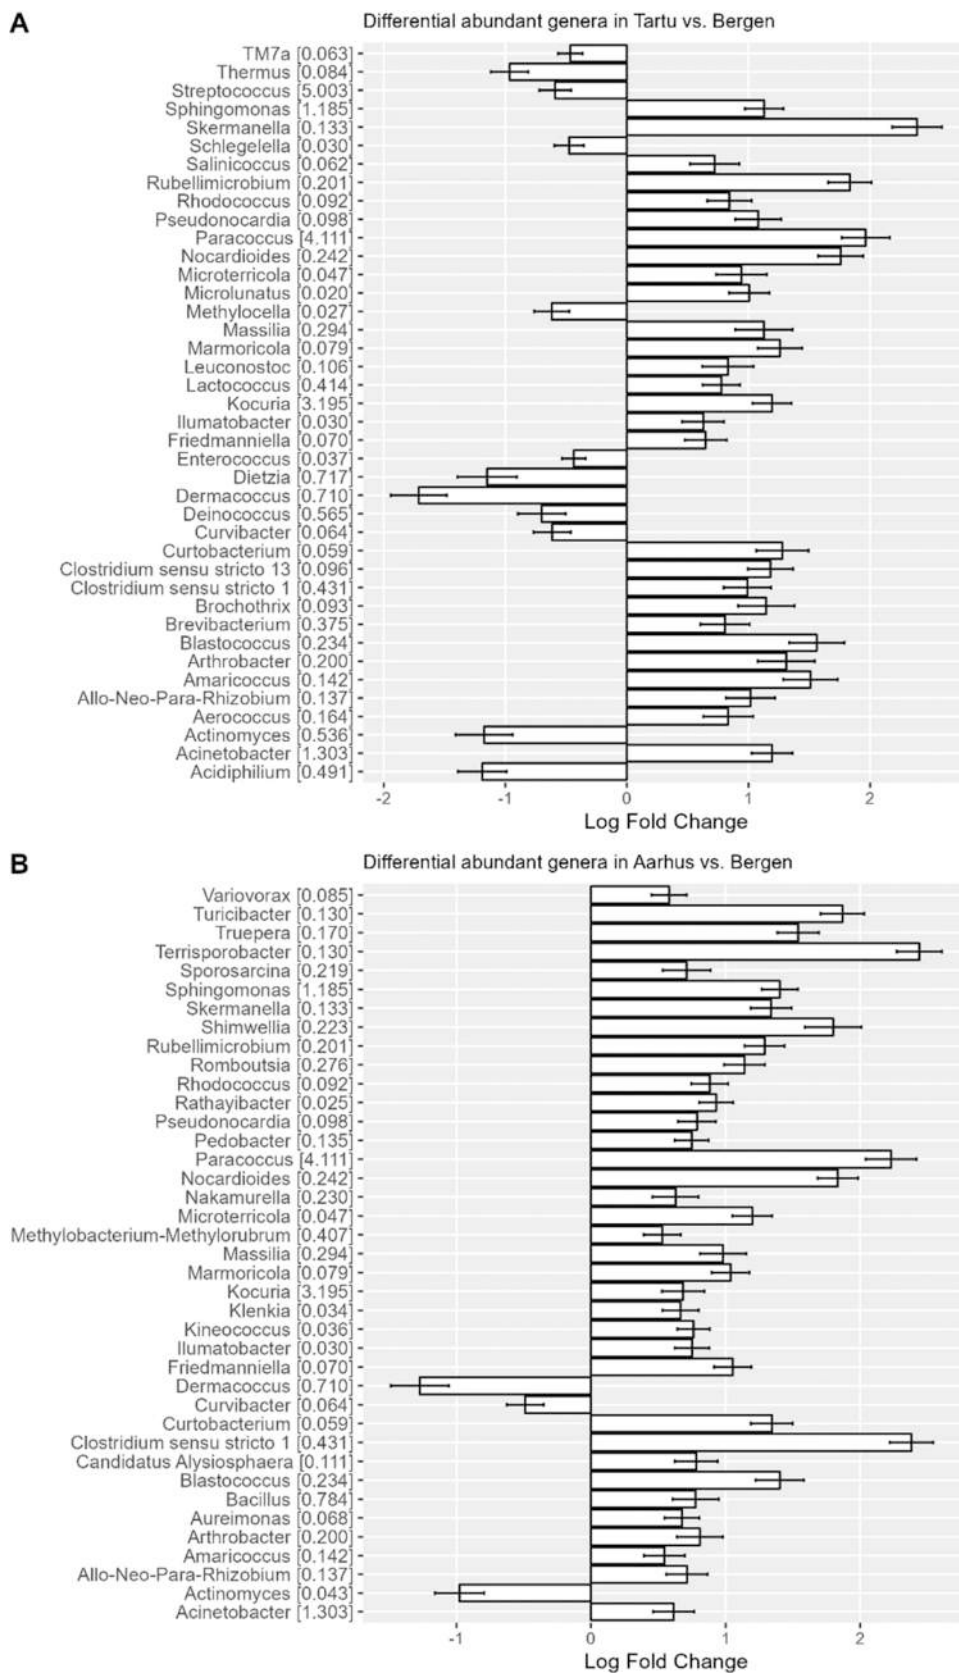 A
Differential abundant genera in Tartu vs. Bergen
TM7a [0.063]
Thermus [0.084]
Streptococcus [5.003]
Sphingomonas [1.185]
Skermanella [0.133]
Schlegelella [0.030]
Salinicoccus [0.062]
Rubellimicrobium [0.201]
Rhodococcus [0.092]
Pseudonocardia [0.098]
Paracoccus [4.111]
Nocardioides [0.242]
Microterricola [0.047]
Microlunatus [0.020]
Methylocella [0.027]
Massilia [0.294]
Marmoricola [0.079]
Leuconostoc [0.106]
Lactococcus [0.414]
Kocuria [3.195]
Ilumatobacter [0.030]
Friedmanniella [0.070]
Enterococcus [0.037]
Dietzia [0.717]
Dermacoccus [0.710]
Deinococcus [0.565]
Curvibacter [0.064]
Curtobacterium [0.059]
Clostridium sensu stricto 13 [0.096]
Clostridium sensu stricto 1 [0.431]
Brochothrix [0.093]
Brevibacterium [0.375]
Blastococcus [0.234]
Arthrobacter [0.200]
Amaricoccus [0.142]
Allo-Neo-Para-Rhizobium [0.137]
Aerococcus [0.164]
Actinomyces [0.536]
Acinetobacter [1.303]
Acidiphilium [0.491]
-2 -1 0 1 2
Log Fold Change
B
Differential abundant genera in Aarhus vs. Bergen
Variovorax [0.085]
Turicibacter [0.130]
Truepera [0.170]
Terrisporobacter [0.130]
Sporosarcina [0.219]
Sphingomonas [1.185]
Skermanella [0.133]
Shimwellia [0.223]
Rubellimicrobium [0.201]
Romboutsia [0.276]
Rhodococcus [0.092]
Rathayibacter [0.025]
Pseudonocardia [0.098]
Pedobacter [0.135]
Paracoccus [4.111]
Nocardioides [0.242]
Nakamurella [0.230]
Microterricola [0.047]
Methylobacterium-Methylorubrum [0.407]
Massilia [0.294]
Marmoricola [0.079]
Kocuria [3.195]
Klenkia [0.034]
Kineococcus [0.036]
Ilumatobacter [0.030]
Friedmanniella [0.070]
Dermacoccus [0.710]
Curvibacter [0.064]
Curtobacterium [0.059]
Clostridium sensu stricto 1 [0.431]
Candidatus Alysiosphaera [0.111]
Blastococcus [0.234]
Bacillus [0.784]
Aureimonas [0.068]
Arthrobacter [0.200]
Amaricoccus [0.142]
Allo-Neo-Para-Rhizobium [0.137]
Actinomyces [0.043]
Acinetobacter [1.303]
-1 0 1 2
Log Fold Change